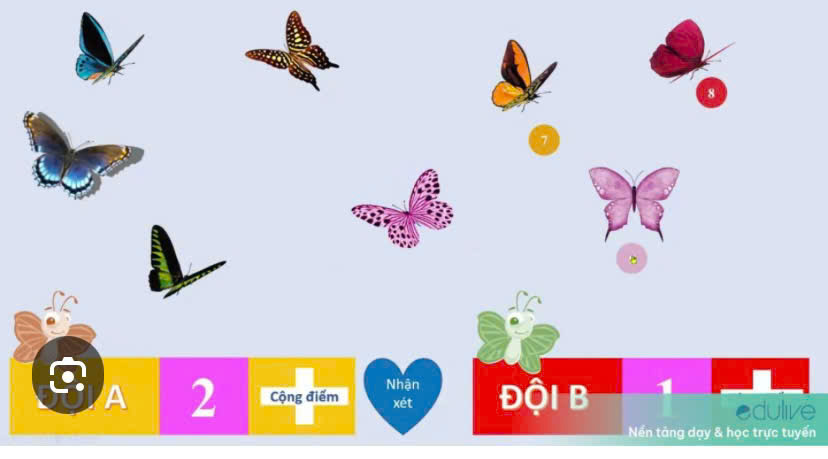 8
7
ĐỘI A
2
Cộng điểm
Nhận
xét
ĐỘI B
1
edulive
Nền tảng dạy & học trực tuyến